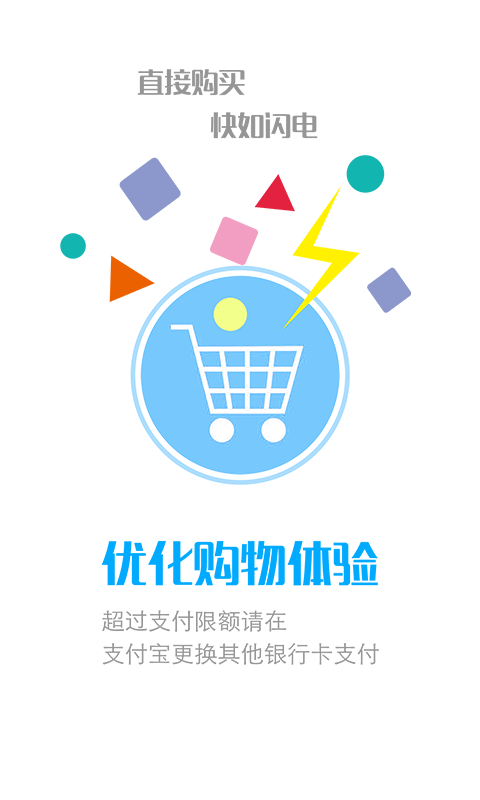 直接购买
快如闪电
优化购物体验
超过支付限额请在
支付宝更换其他银行卡支付